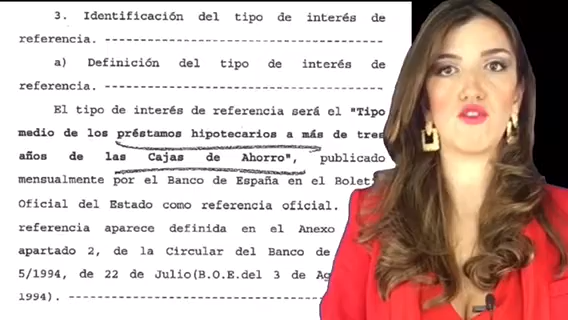 3. Identificación del tipo de interés de
referencia. ----------------------------------------
a) Definición del tipo de interés de
referencia. ----------------------------------------
El tipo de interés de referencia será el "Tipo
medio de los préstamos hipotecarios a más de tres
años de las Cajas de Ahorro", publicado
mensualmente por el Banco de España en el
Oficial del Estado como referencia oficial.
referencia aparece definida en el Anexo
apartado 2, de la Circular del Banco de
5/1994, de 22 de Julio(B.O.E.del 3 de
1994). --------------------------------